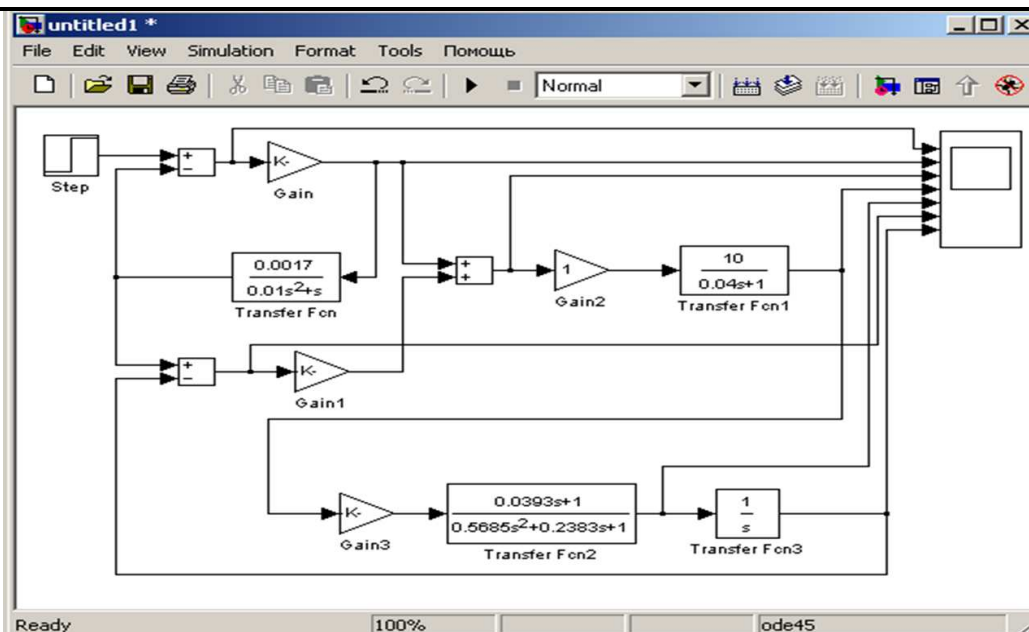 untitled1 *
File Edit View Simulation Format Tools Помощь
Normal
Step
+
−
K-
Gain
0.0017
0.01s²+s
Transfer Fcn
+
+
1
Gain2
10
0.04s+1
Transfer Fcn1
+
−
K-
Gain1
K-
Gain3
0.0393s+1
0.5685s²+0.2383s+1
Transfer Fcn2
1
s
Transfer Fcn3
Ready 100% ode45